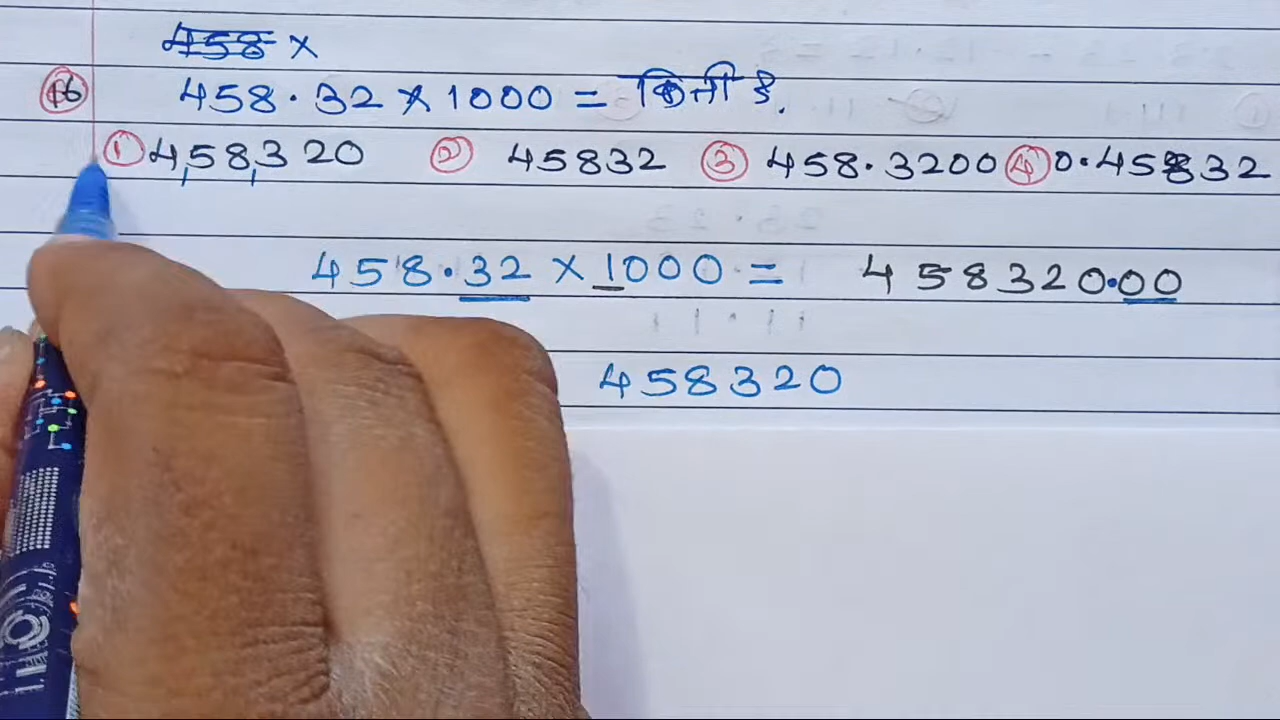 458 ×
16 458.32 × 1000 = किती है.
① 4,58,320 ② 45832 ③ 458.3200 ④ 0.45832
458.32 × 1000 = 458320.00
458320